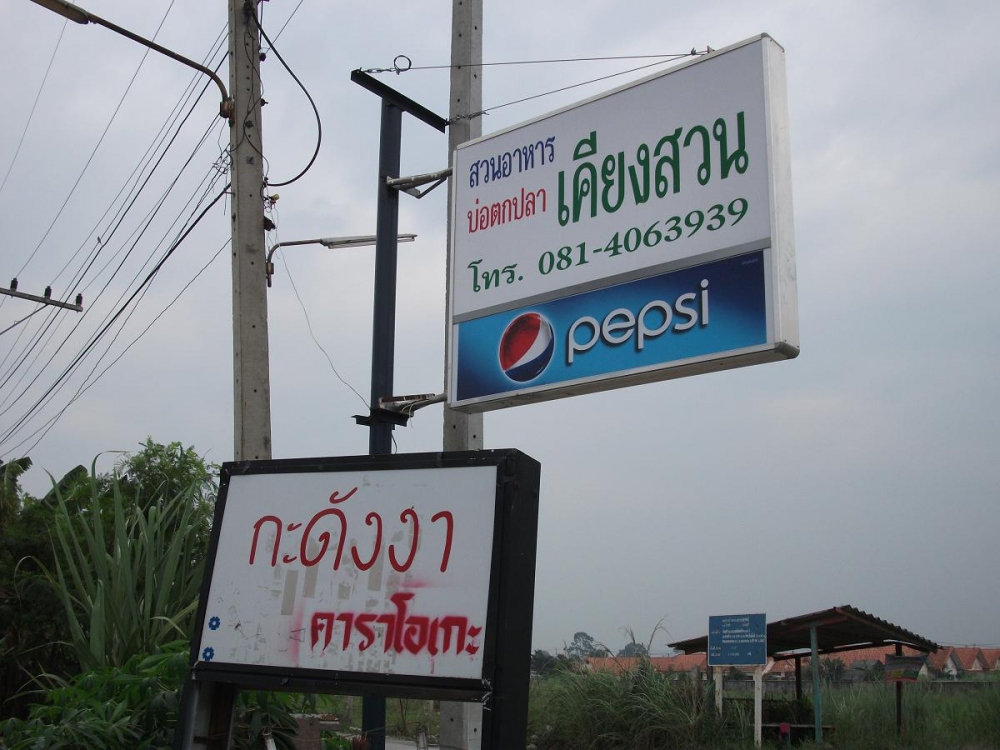 สวนอาหาร
บ่อตกปลา
เคียงสวน
โทร. 081-4063939
pepsi
กะดังงา
คาราโอเกะ